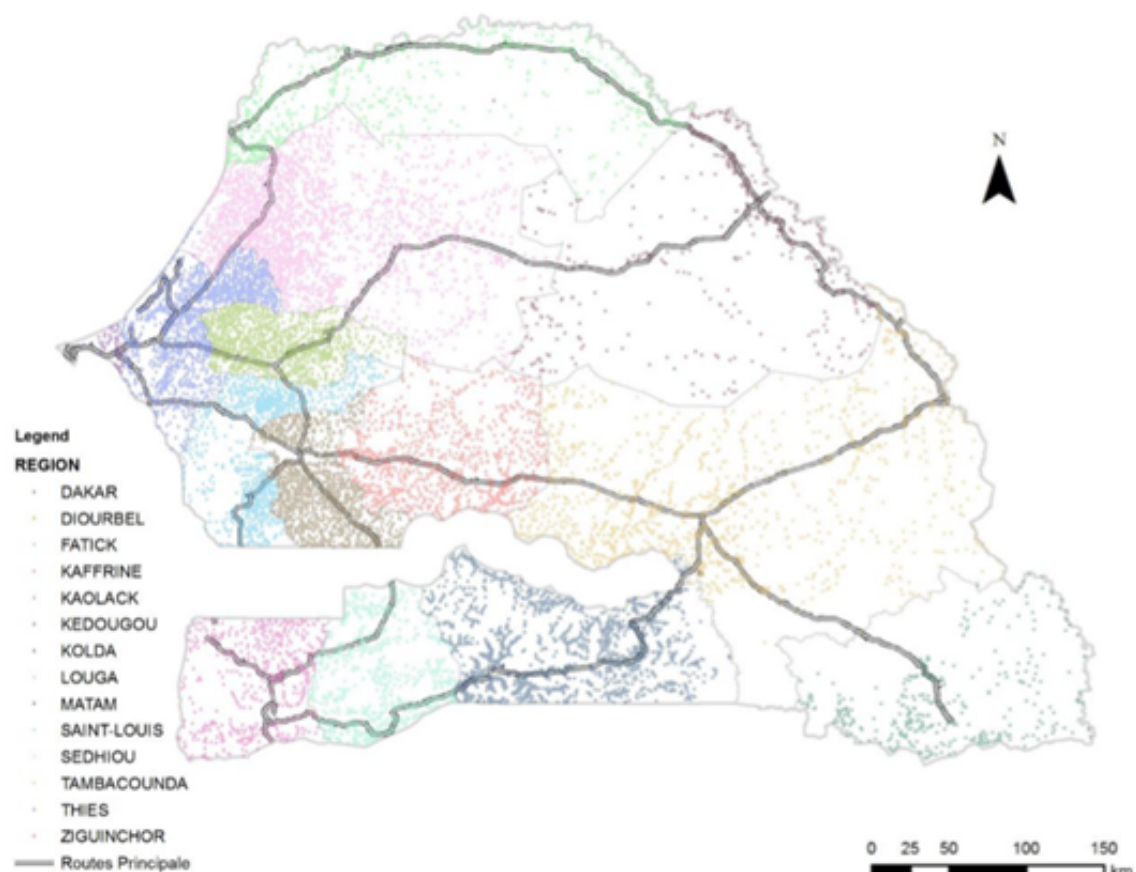 N
Legend
REGION
DAKAR
DIOURBEL
FATICK
KAFFRINE
KAOLACK
KEDOUGOU
KOLDA
LOUGA
MATAM
SAINT-LOUIS
SEDHIOU
TAMBACOUNDA
THIES
ZIGUINCHOR
Routes Principale
0 25 50 100 150
km